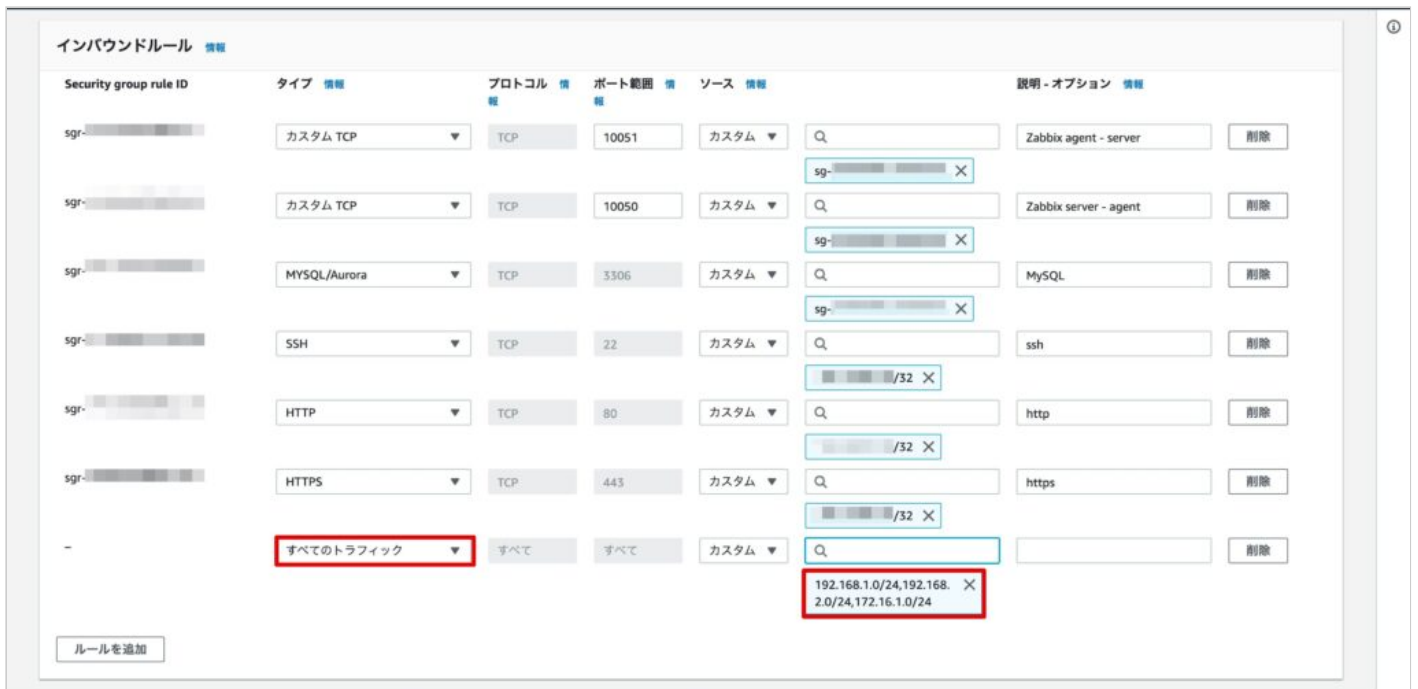 インバウンドルール 情報
Security group rule ID タイプ 情報 プロトコル 情報 ポート範囲 情報 ソース 情報 説明 - オプション 情報
sgr- カスタム TCP TCP 10051 カスタム Zabbix agent - server 削除
sg-
sgr- カスタム TCP TCP 10050 カスタム Zabbix server - agent 削除
sg-
sgr- MYSQL/Aurora TCP 3306 カスタム MySQL 削除
sg-
sgr- SSH TCP 22 カスタム ssh 削除
/32
sgr- HTTP TCP 80 カスタム http 削除
/32
sgr- HTTPS TCP 443 カスタム https 削除
/32
– すべてのトラフィック すべて すべて カスタム 削除
192.168.1.0/24,192.168.
2.0/24,172.16.1.0/24
ルールを追加